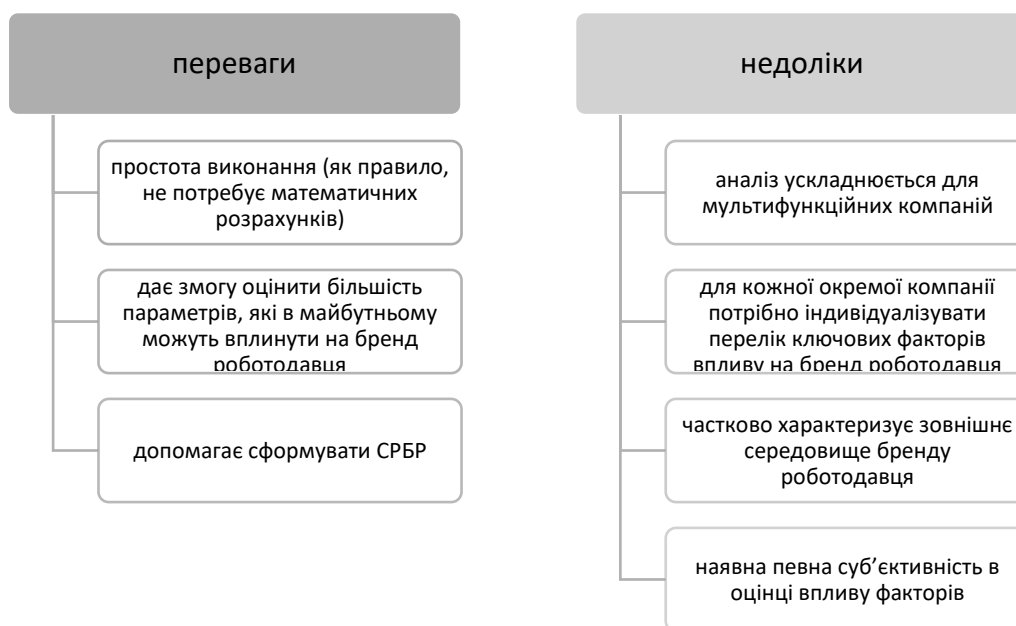 переваги
простота виконання (як правило,
не потребує математичних
розрахунків)
дає змогу оцінити більшість
параметрів, які в майбутньому
можуть вплинути на бренд
роботодавця
допомагає сформувати СРБР
недоліки
аналіз ускладнюється для
мультифункційних компаній
для кожної окремої компанії
потрібно індивідуалізувати
перелік ключових факторів
впливу на бренд роботодавця
частково характеризує зовнішнє
середовище бренду
роботодавця
наявна певна суб’єктивність в
оцінці впливу факторів